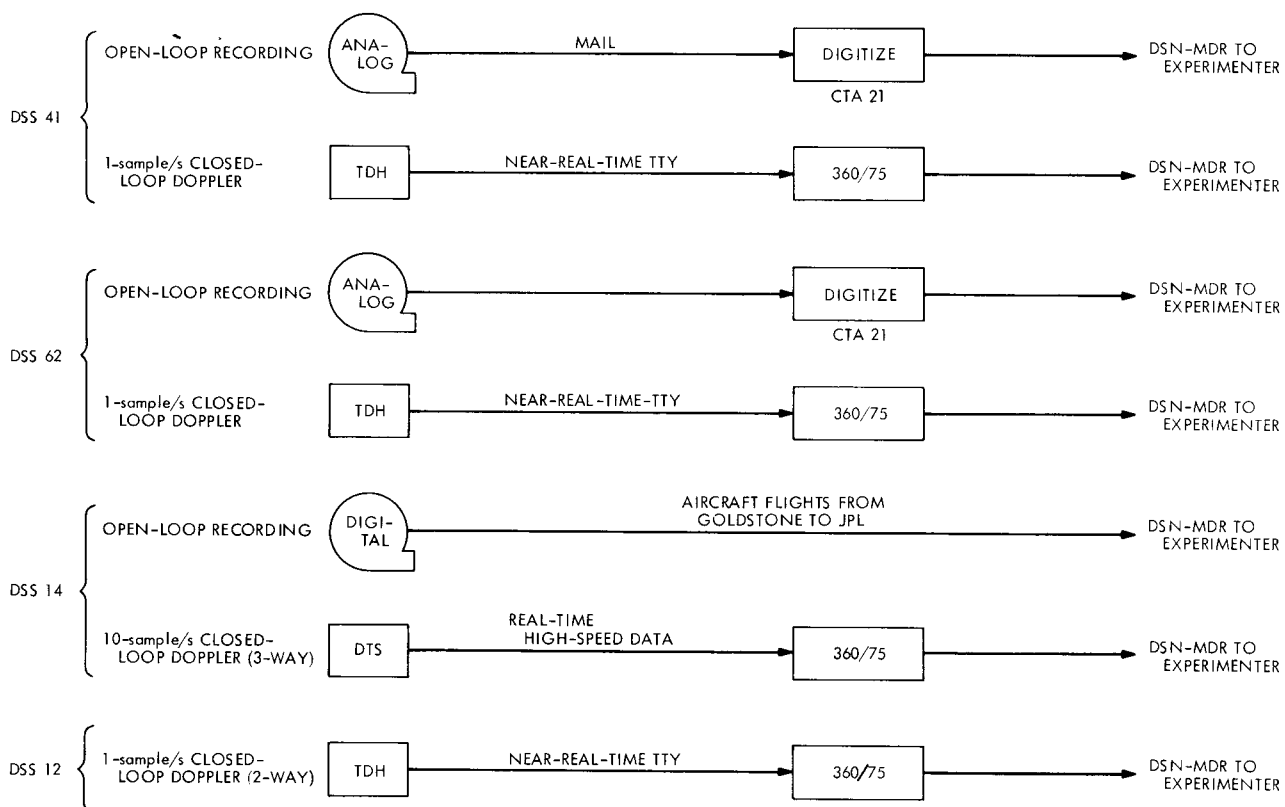 OPEN-LOOP RECORDING
ANA-
LOG
MAIL
DIGITIZE
CTA 21
DSN-MDR TO
EXPERIMENTER
DSS 41
1-sample/s CLOSED-
LOOP DOPPLER
TDH
NEAR-REAL-TIME TTY
360/75
DSN-MDR TO
EXPERIMENTER
OPEN-LOOP RECORDING
ANA-
LOG
DIGITIZE
CTA 21
DSN-MDR TO
EXPERIMENTER
DSS 62
1-sample/s CLOSED-
LOOP DOPPLER
TDH
NEAR-REAL-TIME-TTY
360/75
DSN-MDR TO
EXPERIMENTER
OPEN-LOOP RECORDING
DIGI-
TAL
AIRCRAFT FLIGHTS FROM
GOLDSTONE TO JPL
DSN-MDR TO
EXPERIMENTER
DSS 14
10-sample/s CLOSED-
LOOP DOPPLER (3-WAY)
DTS
REAL-TIME
HIGH-SPEED DATA
360/75
DSN-MDR TO
EXPERIMENTER
DSS 12
1-sample/s CLOSED-
LOOP DOPPLER (2-WAY)
TDH
NEAR-REAL-TIME TTY
360/75
DSN-MDR TO
EXPERIMENTER